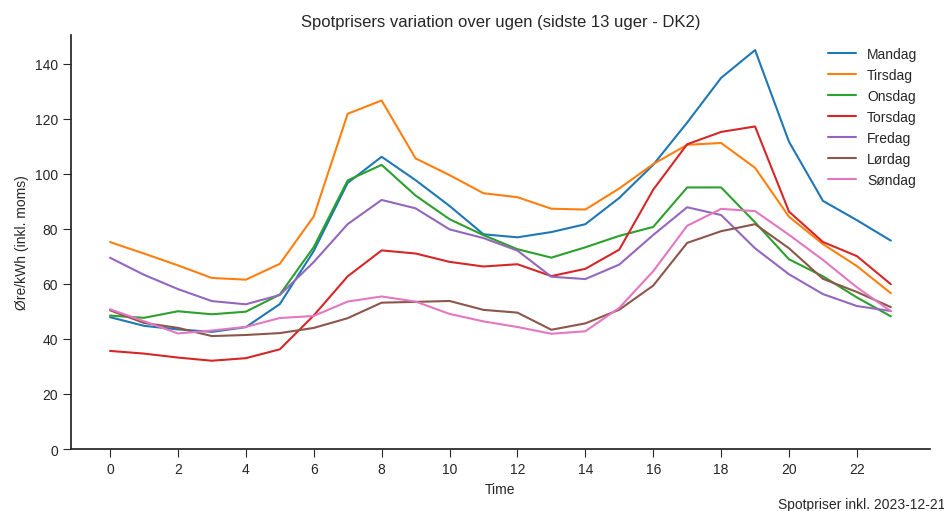 Spotprisers variation over ugen (sidste 13 uger - DK2)
Øre/kWh (inkl. moms)
140
120
100
80
60
40
20
0
Mandag
Tirsdag
Onsdag
Torsdag
Fredag
Lørdag
Søndag
0 2 4 6 8 10 12 14 16 18 20 22
Time
Spotpriser inkl. 2023-12-21